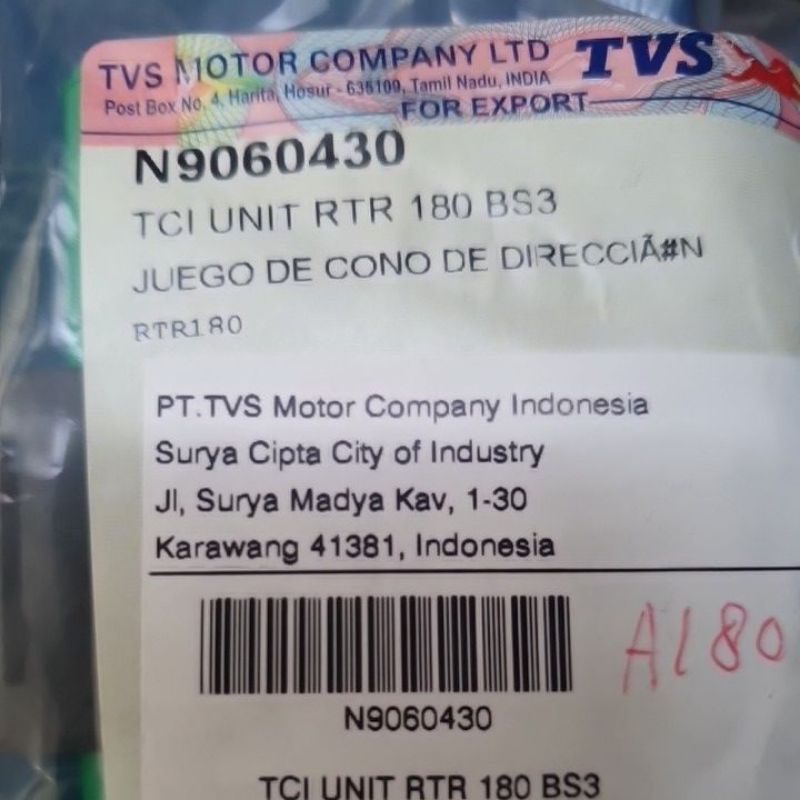 TVS MOTOR COMPANY LTD
TVS
Post Box No. 4, Harita, Hosur - 635109, Tamil Nadu, INDIA
FOR EXPORT
N9060430
TCI UNIT RTR 180 BS3
JUEGO DE CONO DE DIRECCIÃ#N
RTR180
PT.TVS Motor Company Indonesia
Surya Cipta City of Industry
Jl, Surya Madya Kav, 1-30
Karawang 41381, Indonesia
A180
N9060430
TCI UNIT RTR 180 BS3